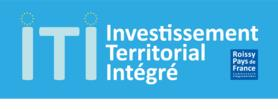 iTi
Investissement
Territorial
Intégré
Roissy
Pays de
France